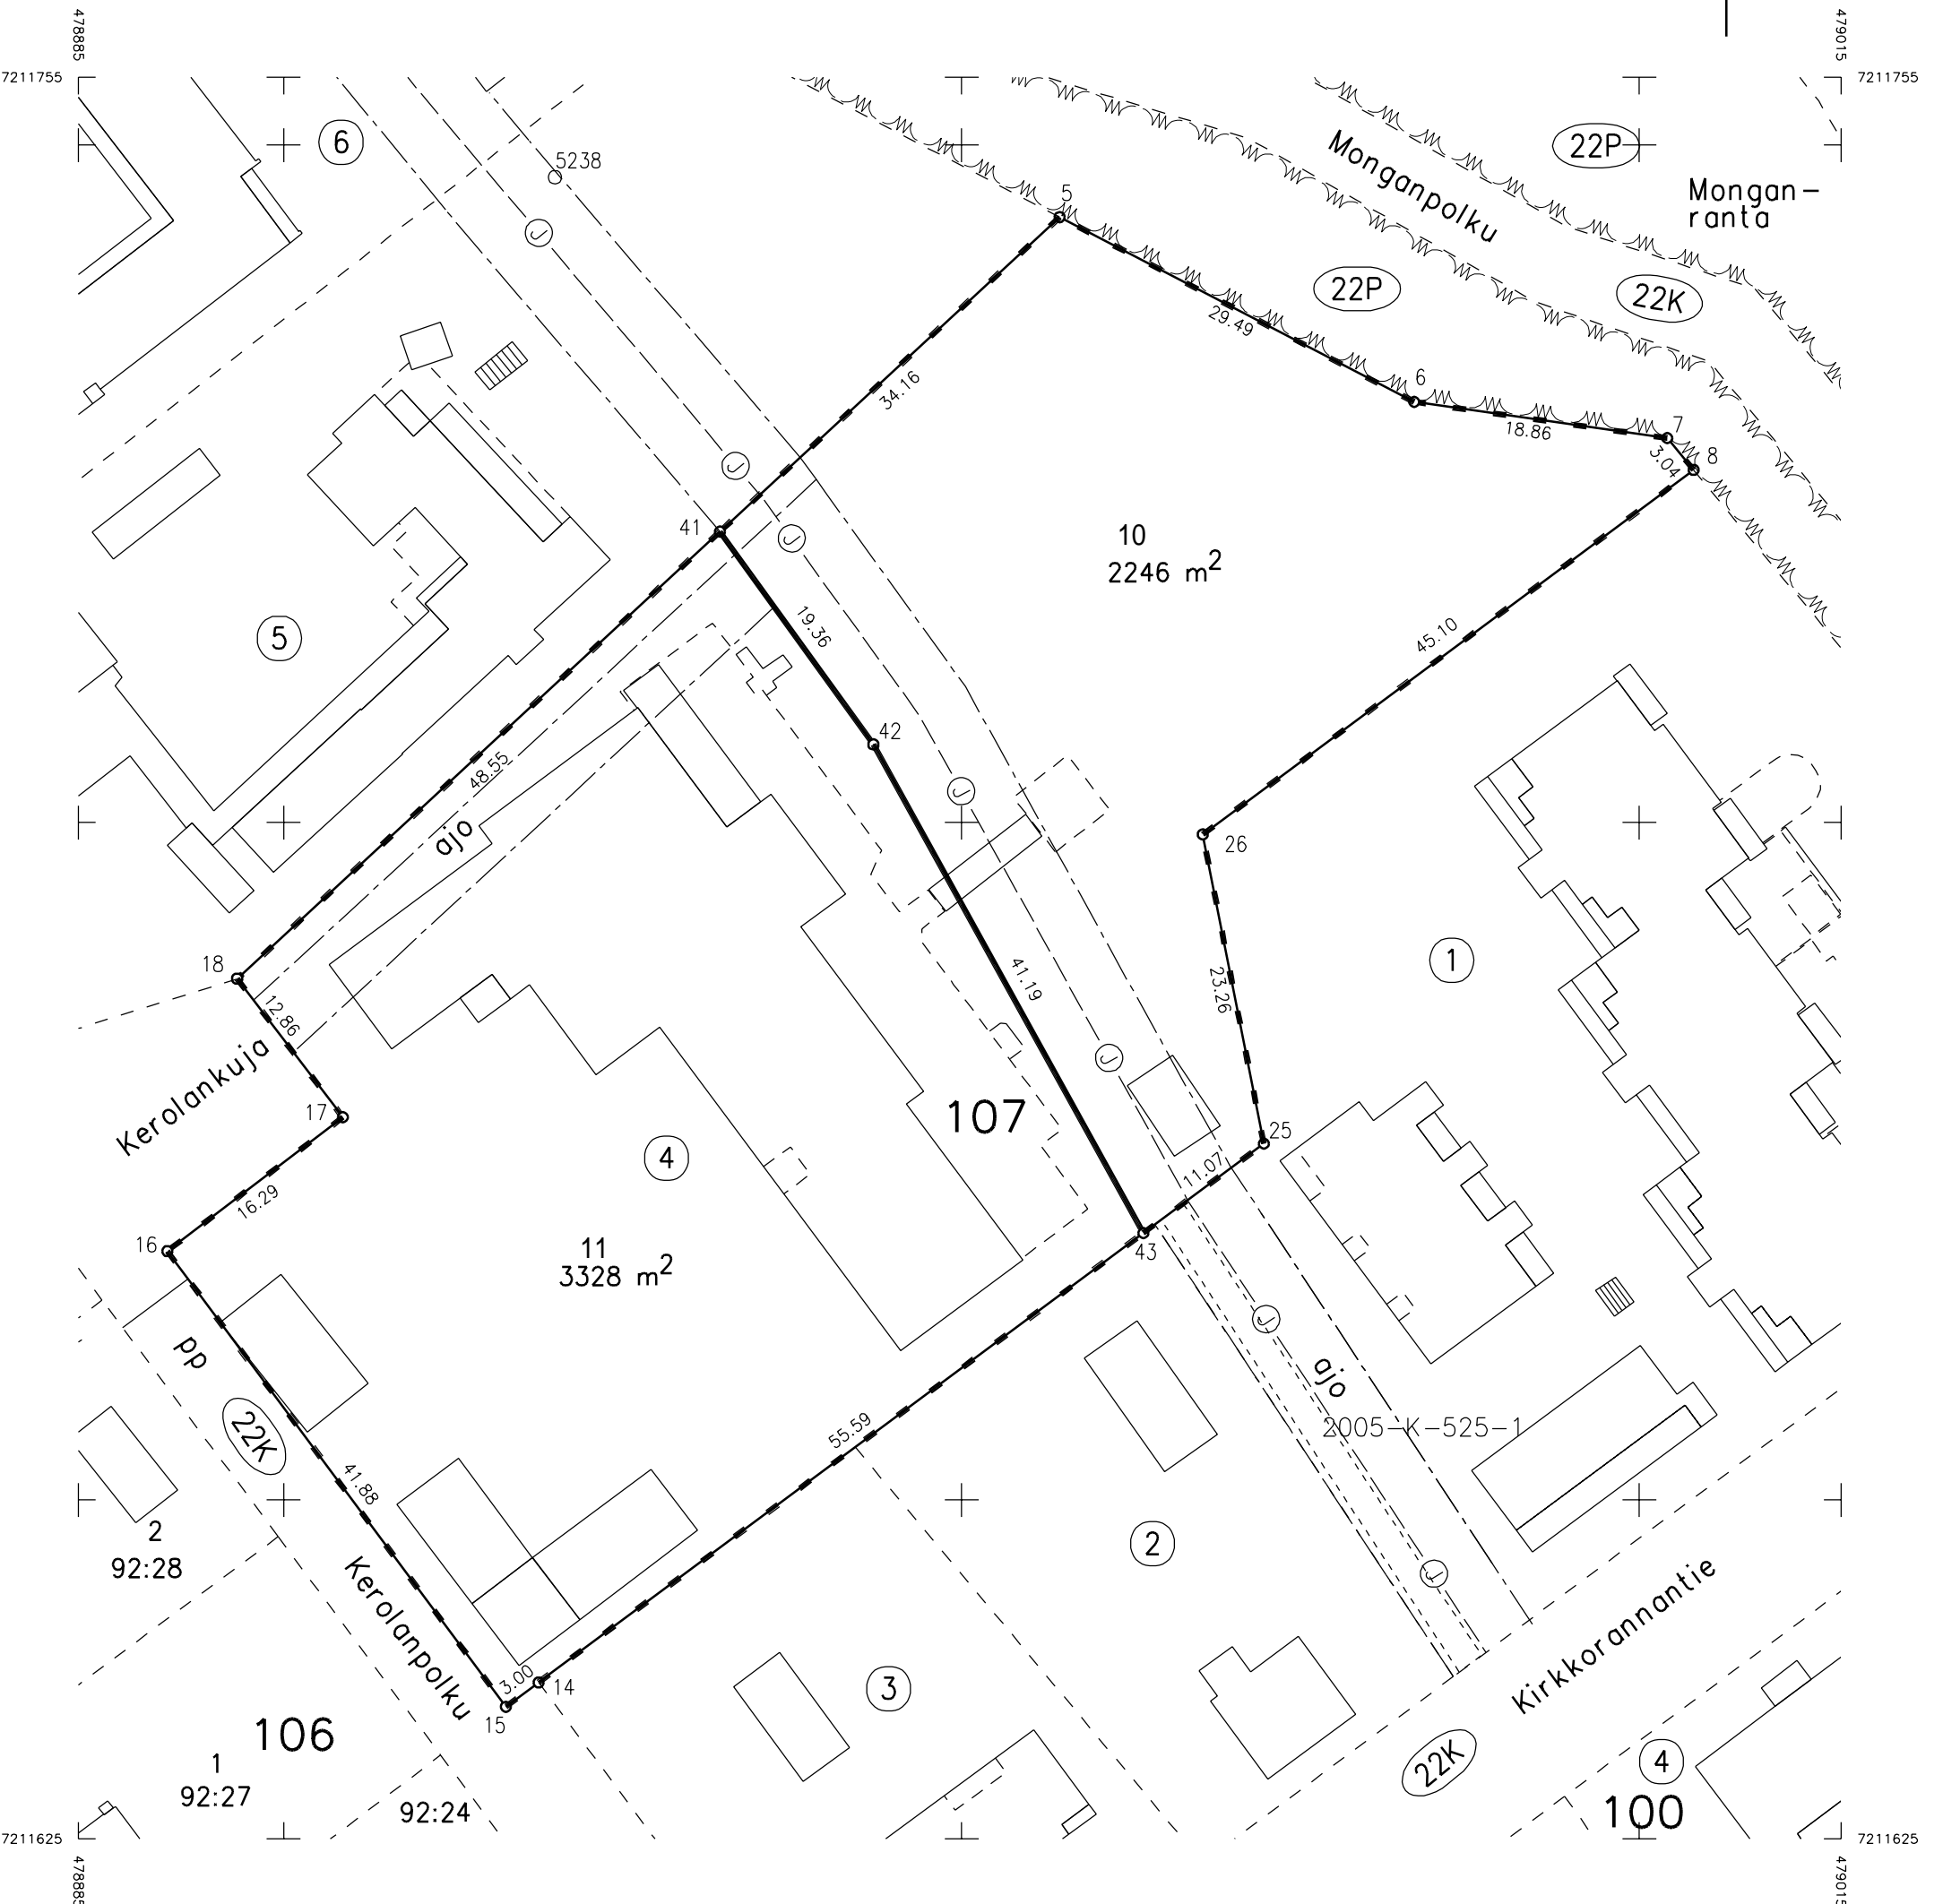 478885
479015
7211755
7211755
6
5238
5
Monganpolku
22P
Mongan-
ranta
22P
22K
29.49
34.16
6
18.86
7
3.04
8
41
10
2246 m2
19.36
5
45.10
42
48.55
ajo
26
18
12.86
41.19
23.26
1
Kerolankuja
17
107
25
4
11.07
16.29
16
43
11
3328 m2
pp
ajo
22K
55.59
2005-K-525-1
41.88
2
92:28
2
Kerolanpolku
Kirkkorannantie
3.00
14
15
3
106
1
92:27
92:24
22K
4
100
7211625
7211625
478885
479015
J
J
J
J
J
J
J